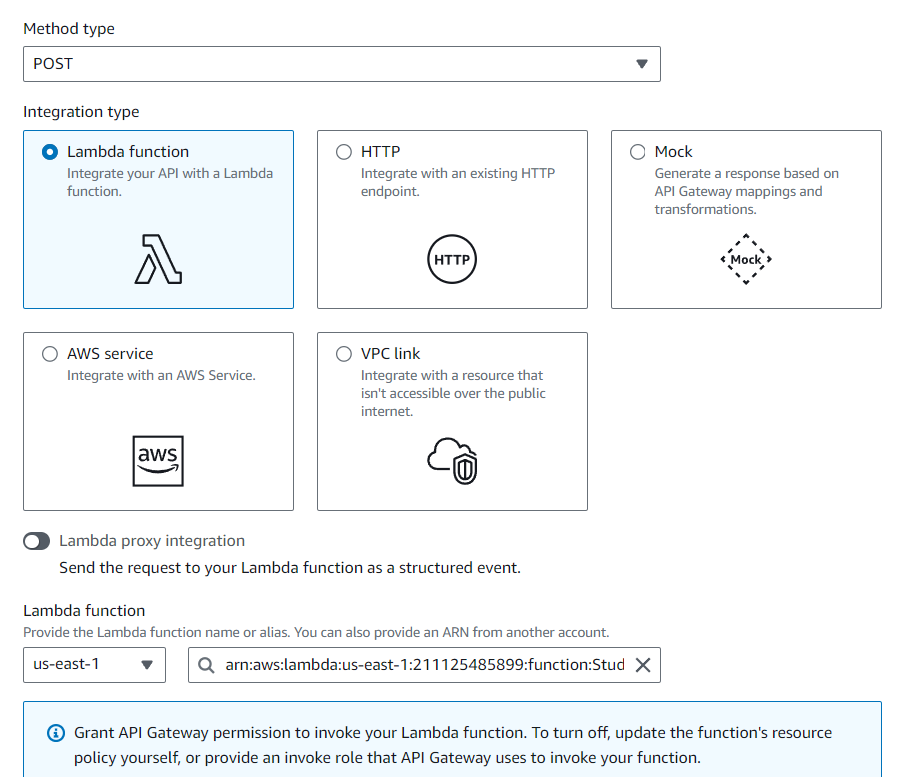 Method type
POST
Integration type
Lambda function
Integrate your API with a Lambda
function.
HTTP
Integrate with an existing HTTP
endpoint.
HTTP
Mock
Generate a response based on
API Gateway mappings and
transformations.
Mock
AWS service
Integrate with an AWS Service.
aws
VPC link
Integrate with a resource that
isn't accessible over the public
internet.
Lambda proxy integration
Send the request to your Lambda function as a structured event.
Lambda function
Provide the Lambda function name or alias. You can also provide an ARN from another account.
us-east-1
arn:aws:lambda:us-east-1:211125485899:function:Stud
Grant API Gateway permission to invoke your Lambda function. To turn off, update the function's resource
policy yourself, or provide an invoke role that API Gateway uses to invoke your function.